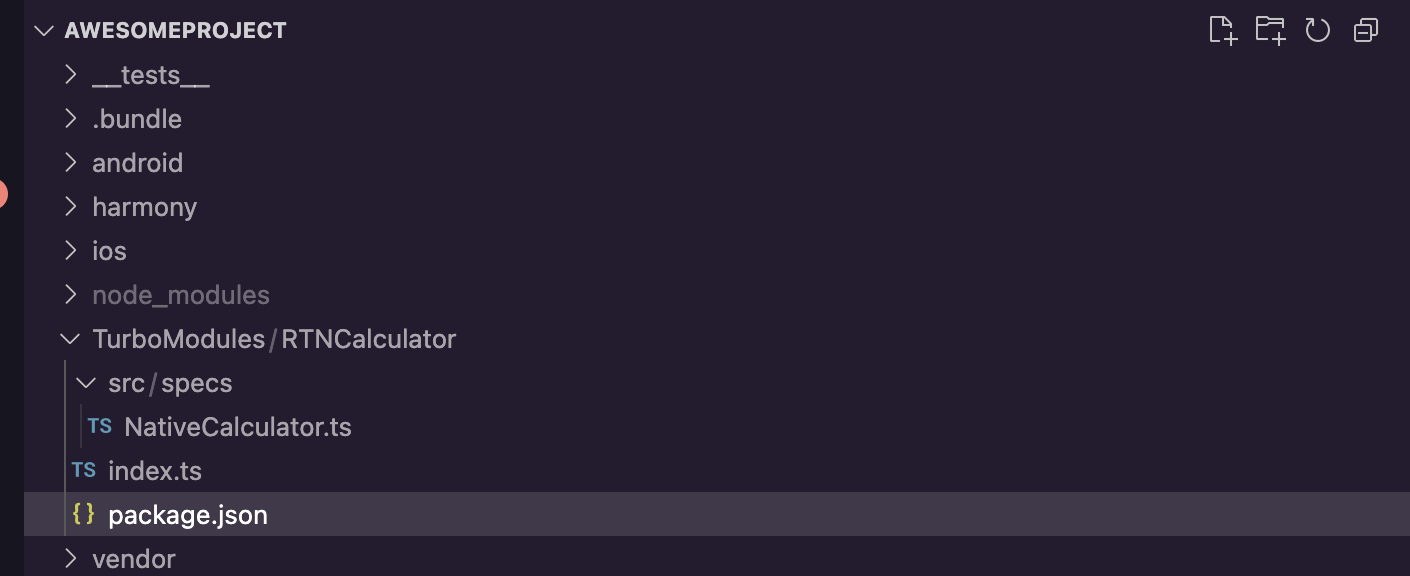 AWESOMEPROJECT
__tests__
.bundle
android
harmony
ios
node_modules
TurboModules/RTNCalculator
src/specs
TS NativeCalculator.ts
TS index.ts
{} package.json
vendor